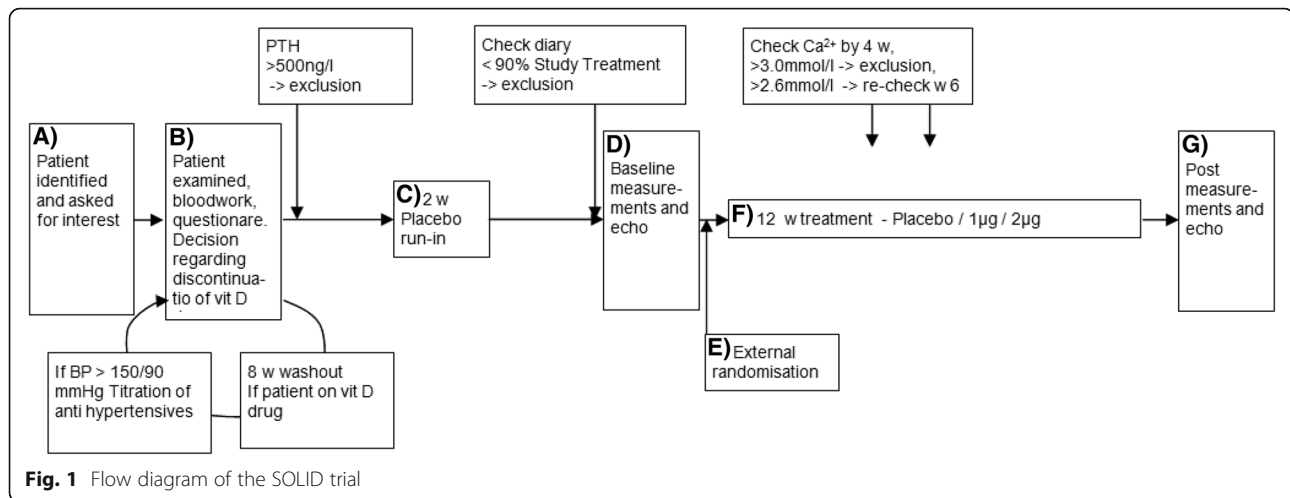 PTH
>500ng/l
-> exclusion
Check diary
< 90% Study Treatment
-> exclusion
Check Ca²⁺ by 4 w,
>3.0mmol/l -> exclusion,
>2.6mmol/l -> re-check w 6
A)
Patient
identified
and asked
for interest
B)
Patient
examined,
bloodwork,
questionare.
Decision
regarding
discontinua-
tio of vit D
C) 2 w
Placebo
run-in
D)
Baseline
measure-
ments and
echo
E) External
randomisation
F) 12 w treatment - Placebo / 1µg / 2µg
G)
Post
measure-
ments and
echo
If BP > 150/90
mmHg Titration of
anti hypertensives
8 w washout
If patient on vit D
drug
Fig. 1 Flow diagram of the SOLID trial